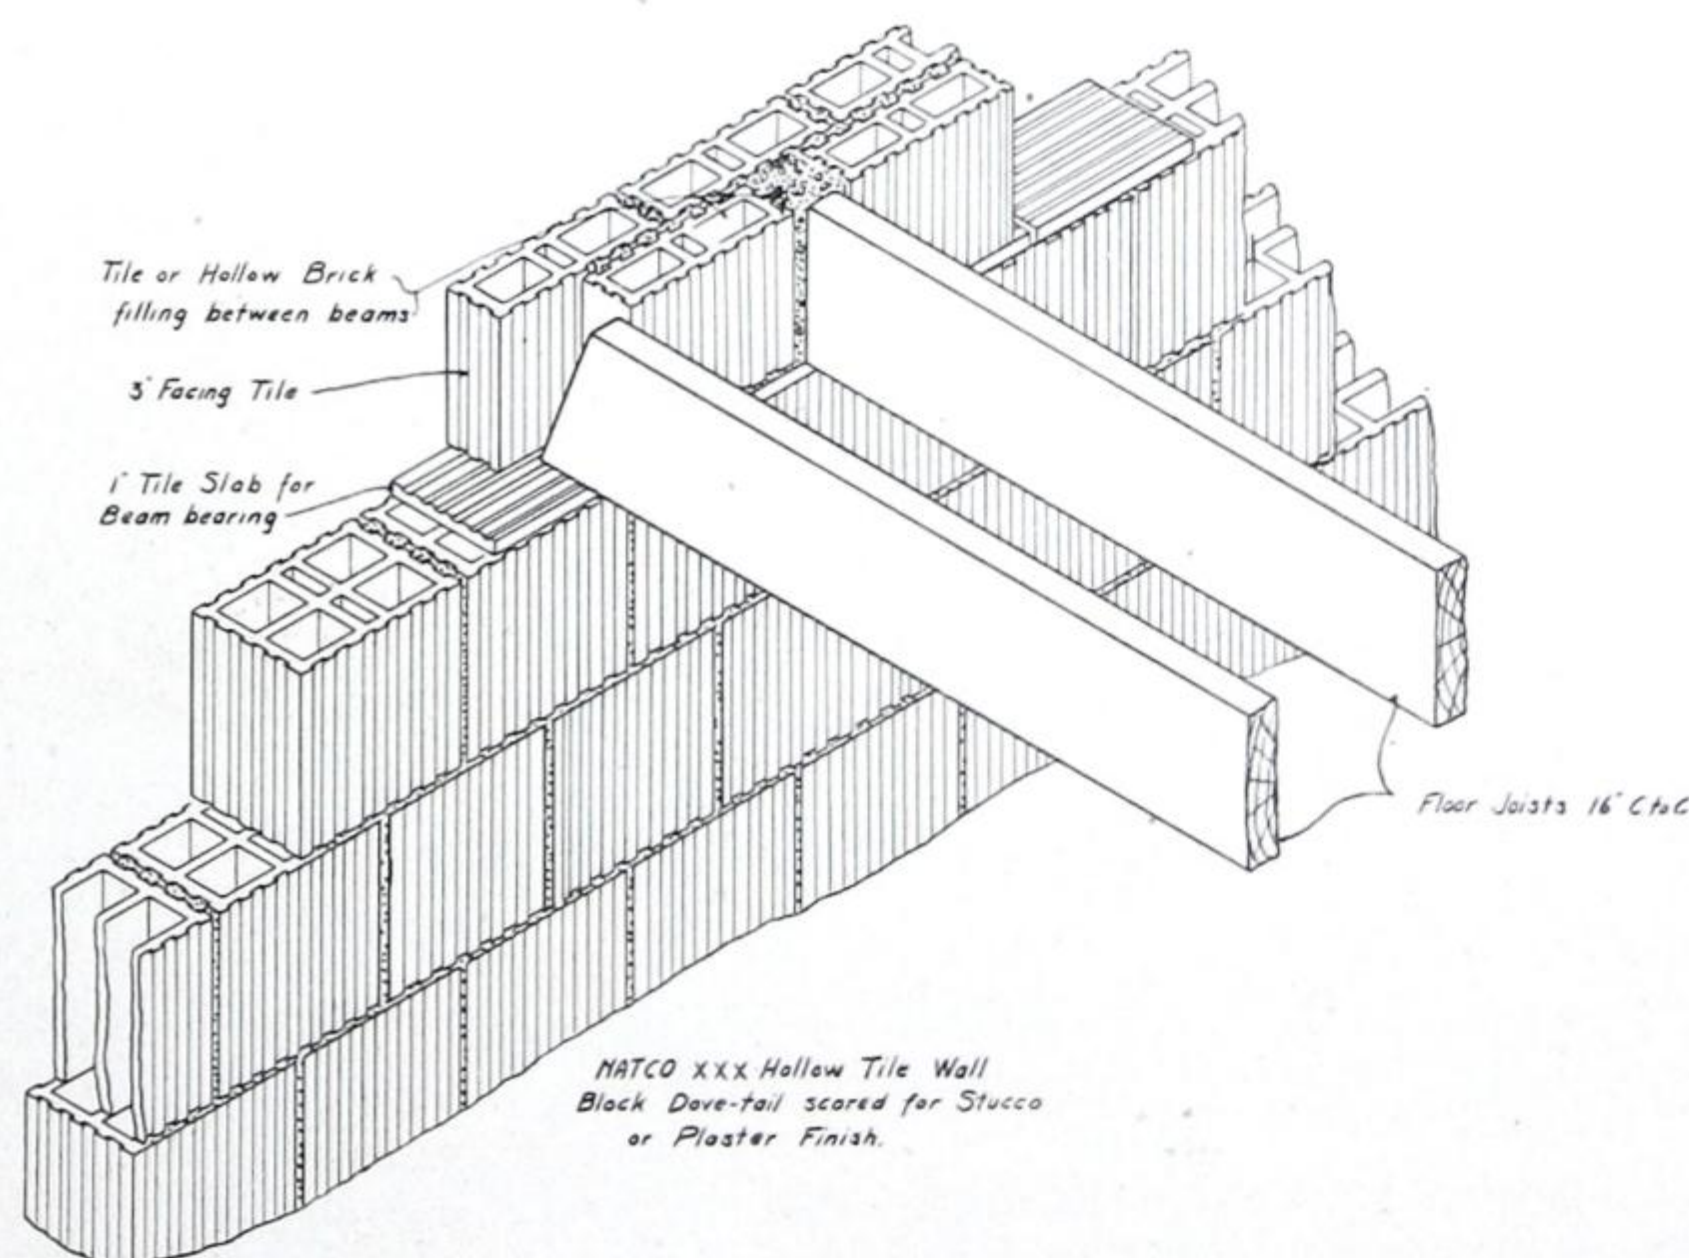 Tile or Hollow Brick
filling between beams
3" Facing Tile
1" Tile Slab for
Beam bearing
Floor Joists 16" C to C
NATCO XXX Hollow Tile Wall
Block Dove-tail scored for Stucco
or Plaster Finish.